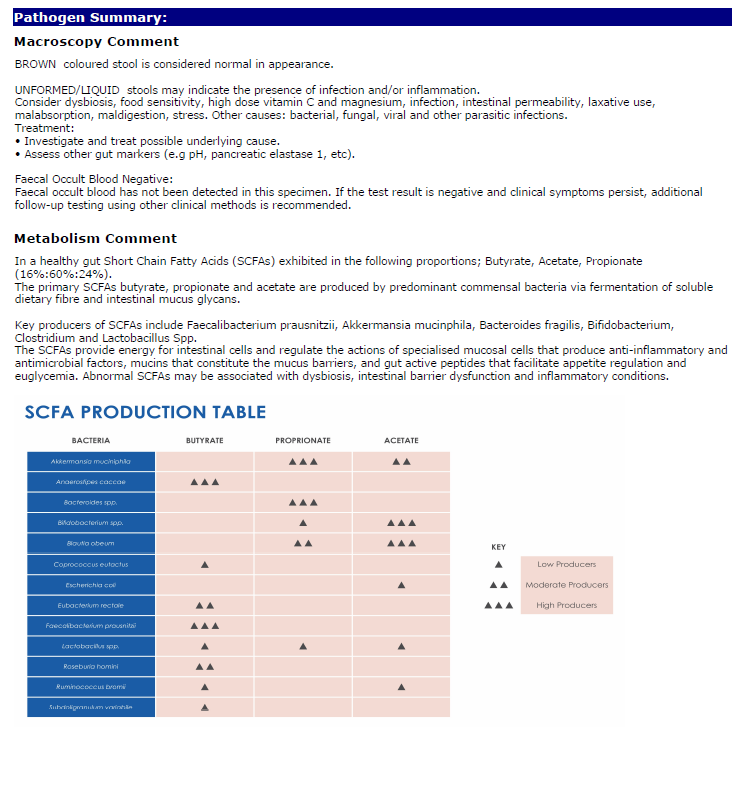 Pathogen Summary:
Macroscopy Comment
BROWN  coloured stool is considered normal in appearance.
UNFORMED/LIQUID  stools may indicate the presence of infection and/or inflammation.
Consider dysbiosis, food sensitivity, high dose vitamin C and magnesium, infection, intestinal permeability, laxative use,
malabsorption, maldigestion, stress. Other causes: bacterial, fungal, viral and other parasitic infections.
Treatment:
• Investigate and treat possible underlying cause.
• Assess other gut markers (e.g pH, pancreatic elastase 1, etc).
Faecal Occult Blood Negative:
Faecal occult blood has not been detected in this specimen. If the test result is negative and clinical symptoms persist, additional
follow-up testing using other clinical methods is recommended.
Metabolism Comment
In a healthy gut Short Chain Fatty Acids (SCFAs) exhibited in the following proportions; Butyrate, Acetate, Propionate
(16%:60%:24%).
The primary SCFAs butyrate, propionate and acetate are produced by predominant commensal bacteria via fermentation of soluble
dietary fibre and intestinal mucus glycans.
Key producers of SCFAs include Faecalibacterium prausnitzii, Akkermansia mucinphila, Bacteroides fragilis, Bifidobacterium,
Clostridium and Lactobacillus Spp.
The SCFAs provide energy for intestinal cells and regulate the actions of specialised mucosal cells that produce anti-inflammatory and
antimicrobial factors, mucins that constitute the mucus barriers, and gut active peptides that facilitate appetite regulation and
euglycemia. Abnormal SCFAs may be associated with dysbiosis, intestinal barrier dysfunction and inflammatory conditions.
SCFA PRODUCTION TABLE
BACTERIA BUTYRATE PROPRIONATE ACETATE
Akkermansia muciniphila ▲▲▲ ▲▲
Anaerostipes caccae ▲▲▲
Bacteroides spp. ▲▲▲
Bifidobacterium spp. ▲ ▲▲▲
Blautia obeum ▲▲ ▲▲▲
Coprococcus eutactus ▲
Escherichia coli ▲
Eubacterium rectale ▲▲
Faecalibacterium prausnitzii ▲▲▲
Lactobacillus spp. ▲ ▲ ▲
Roseburia homini ▲▲
Ruminococcus bromii ▲ ▲
Subdoligranulum variabile ▲
KEY
▲ Low Producers
▲▲ Moderate Producers
▲▲▲ High Producers